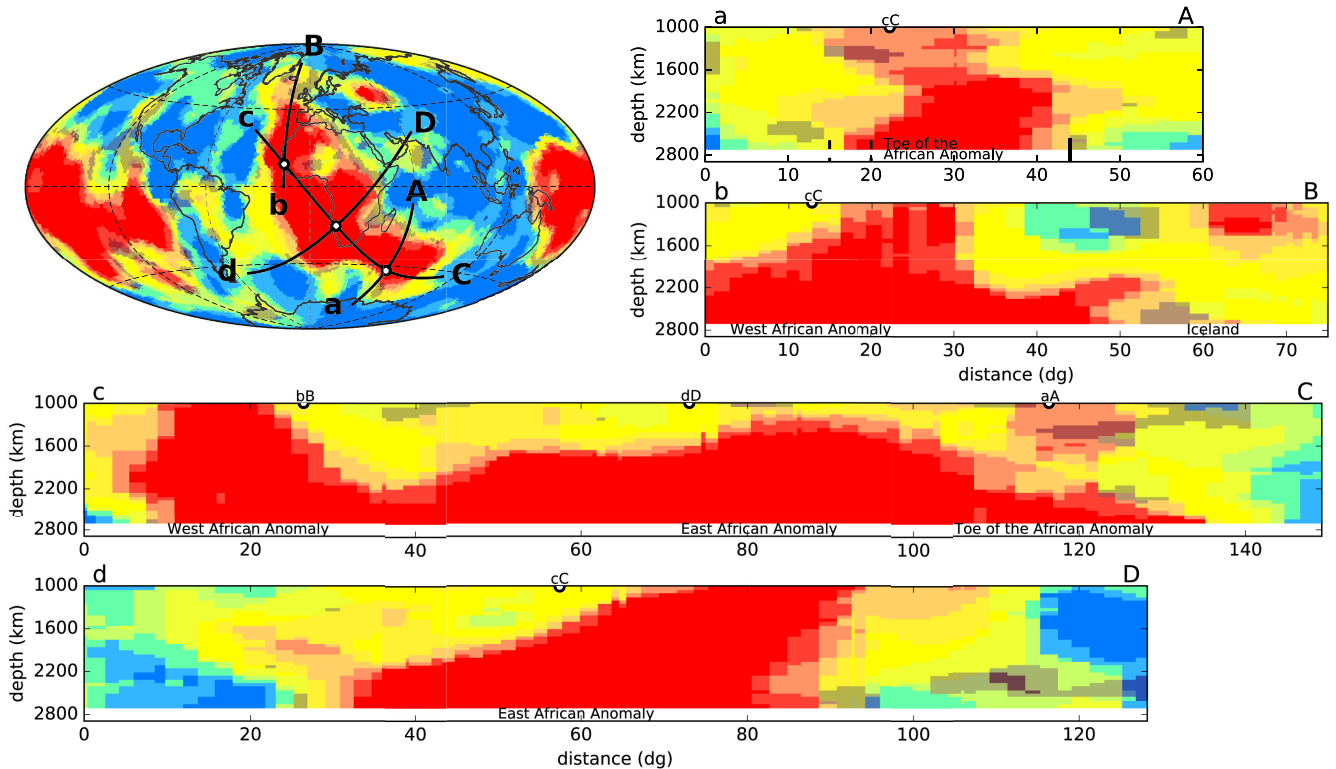 B
c
D
A
b
d
C
a
a
cC
A
1000
1600
2200
2800
depth (km)
Toe of the
African Anomaly
0
10
20
30
40
50
60
b
cC
B
1000
1600
2200
2800
depth (km)
West African Anomaly
Iceland
0
10
20
30
40
50
60
70
distance (dg)
c
bB
dD
aA
C
1000
1600
2200
2800
depth (km)
West African Anomaly
East African Anomaly
Toe of the African Anomaly
0
20
40
60
80
100
120
140
d
cC
D
1000
1600
2200
2800
depth (km)
East African Anomaly
0
20
40
60
80
100
120
distance (dg)